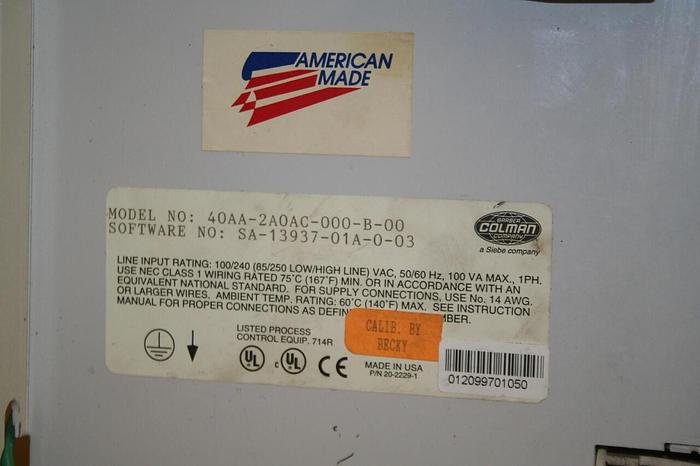 AMERICAN
MADE
MODEL NO: 40AA-2A0AC-000-B-00
SOFTWARE NO: SA-13937-01A-0-03
BARBER
COLMAN
COMPANY
a Siebe company
LINE INPUT RATING: 100/240 (85/250 LOW/HIGH LINE) VAC, 50/60 Hz, 100 VA MAX., 1PH.
USE NEC CLASS 1 WIRING RATED 75°C (167°F) MIN. OR IN ACCORDANCE WITH AN
EQUIVALENT NATIONAL STANDARD. FOR SUPPLY CONNECTIONS, USE No. 14 AWG.
OR LARGER WIRES, AMBIENT TEMP. RATING: 60°C (140°F) MAX. SEE INSTRUCTION
MANUAL FOR PROPER CONNECTIONS AS DEFIN MBER.
CALIB. BY
BECKY
LISTED PROCESS
CONTROL EQUIP. 714R
UL c UL CE
MADE IN USA
P/N 20-2229-1
012099701050